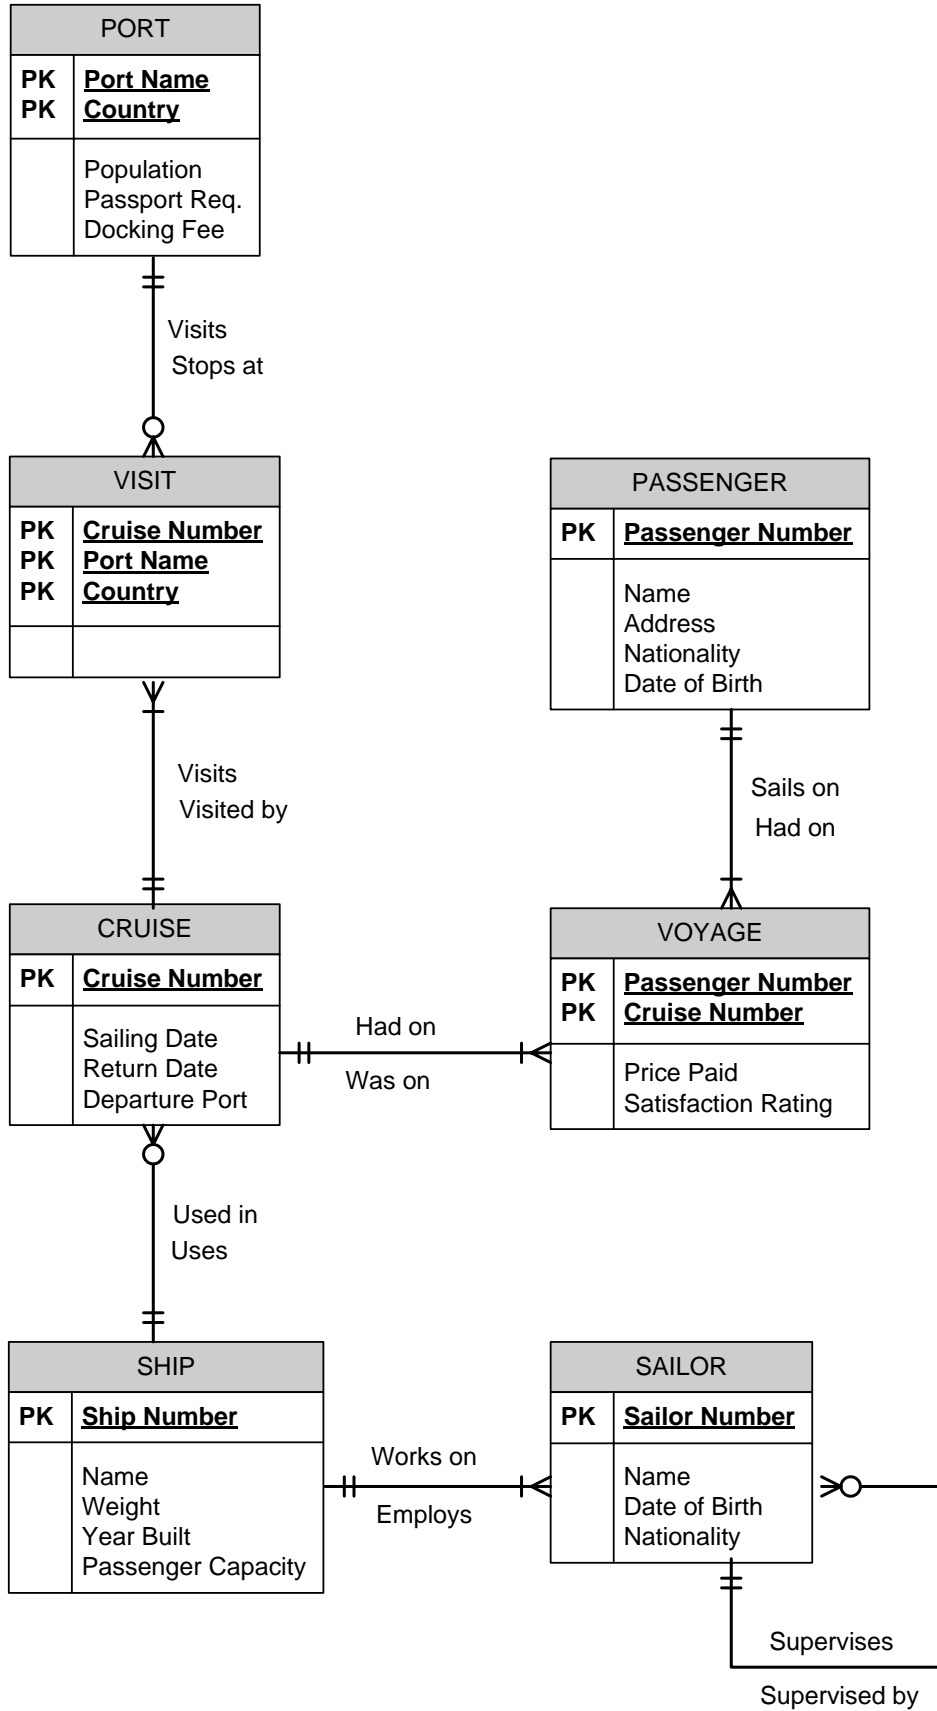 PORT
PK Port Name
PK Country
Population
Passport Req.
Docking Fee
Visits
Stops at
VISIT
PK Cruise Number
PK Port Name
PK Country
PASSENGER
PK Passenger Number
Name
Address
Nationality
Date of Birth
Visits
Visited by
Sails on
Had on
CRUISE
PK Cruise Number
Sailing Date
Return Date
Departure Port
Had on
Was on
VOYAGE
PK Passenger Number
PK Cruise Number
Price Paid
Satisfaction Rating
Used in
Uses
SHIP
PK Ship Number
Name
Weight
Year Built
Passenger Capacity
Works on
Employs
SAILOR
PK Sailor Number
Name
Date of Birth
Nationality
Supervises
Supervised by